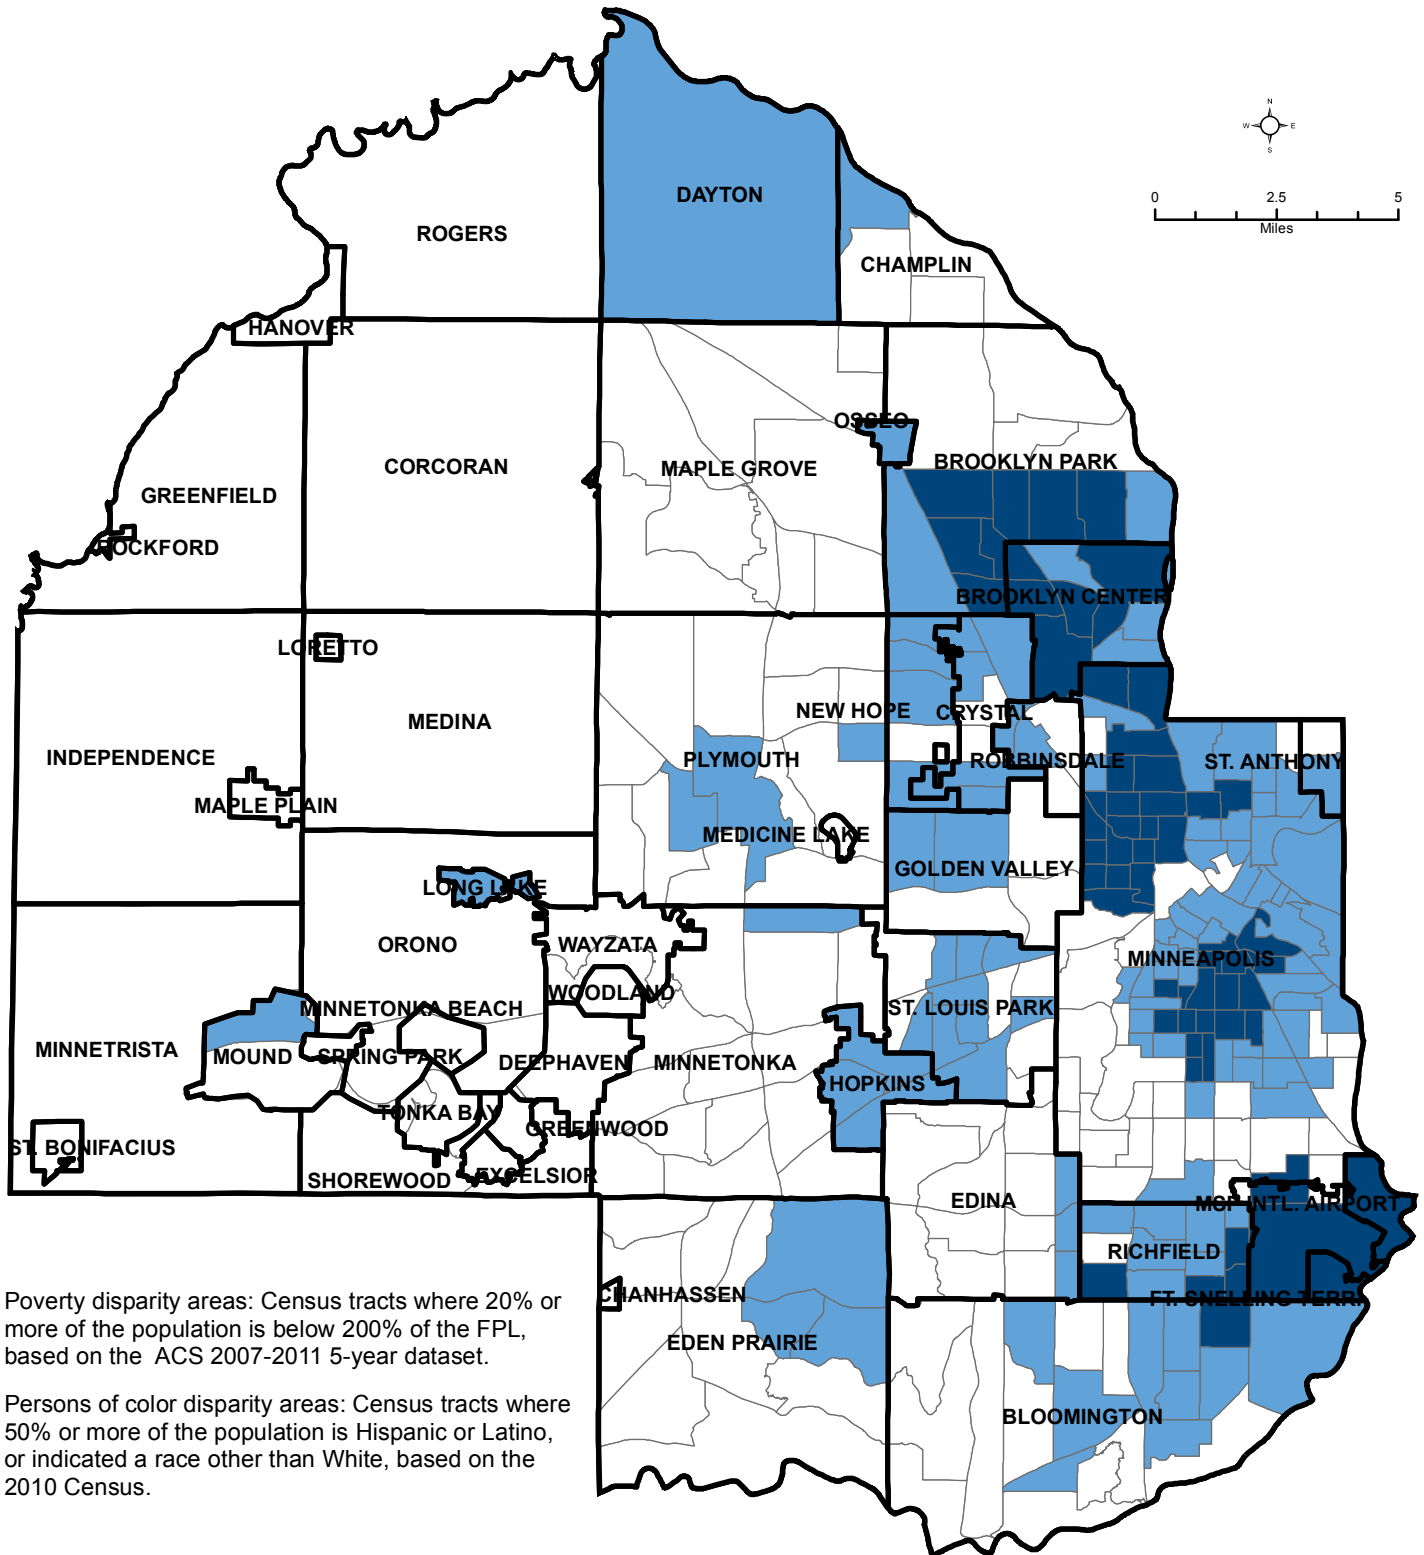 N
W E
S
0 2.5 5
Miles
DAYTON
ROGERS
CHAMPLIN
HANOVER
OSSEO
BROOKLYN PARK
CORCORAN
MAPLE GROVE
GREENFIELD
ROCKFORD
BROOKLYN CENTER
LORETTO
NEW HOPE
CRYSTAL
MEDINA
INDEPENDENCE
PLYMOUTH
ROBBINSDALE
ST. ANTHONY
MAPLE PLAIN
MEDICINE LAKE
GOLDEN VALLEY
LONG LAKE
ORONO
WAYZATA
MINNEAPOLIS
WOODLAND
MINNETONKA BEACH
ST. LOUIS PARK
MINNETRISTA
MOUND
SPRING PARK
DEEPHAVEN
MINNETONKA
HOPKINS
TONKA BAY
GREENWOOD
ST. BONIFACIUS
SHOREWOOD
EXCELSIOR
EDINA
MSP INTL. AIRPORT
RICHFIELD
CHANHASSEN
FT. SNELLING TERR.
EDEN PRAIRIE
BLOOMINGTON
Poverty disparity areas: Census tracts where 20% or
more of the population is below 200% of the FPL,
based on the ACS 2007-2011 5-year dataset.
Persons of color disparity areas: Census tracts where
50% or more of the population is Hispanic or Latino,
or indicated a race other than White, based on the
2010 Census.